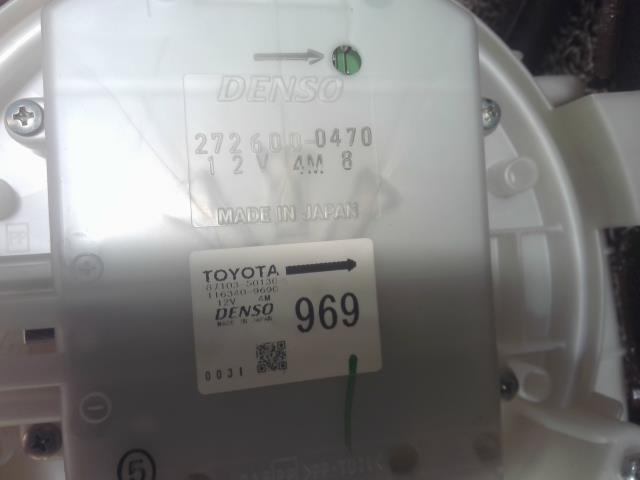 DENSO
272600-0470
12V 4M 8
MADE IN JAPAN
TOYOTA
87103-50130
116340-9690
12V 4M
DENSO
MADE IN JAPAN
969
0031
5